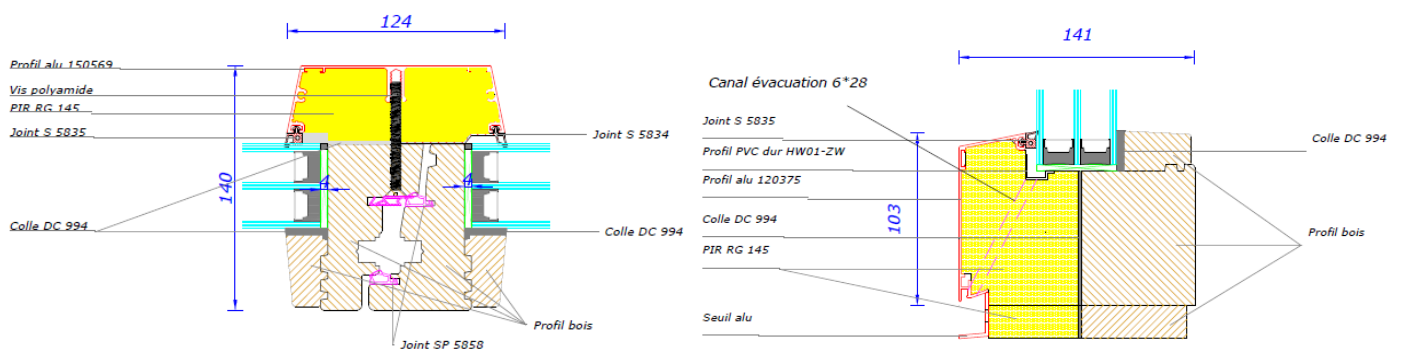 124
Profil alu 150569
Vis polyamide
PIR RG 145
Joint S 5835
Joint S 5834
140
4
4
Colle DC 994
Colle DC 994
Profil bois
Joint SP 5858
141
Canal évacuation 6*28
Joint S 5835
Colle DC 994
Profil PVC dur HW01-ZW
Profil alu 120375
103
Colle DC 994
Profil bois
PIR RG 145
Seuil alu